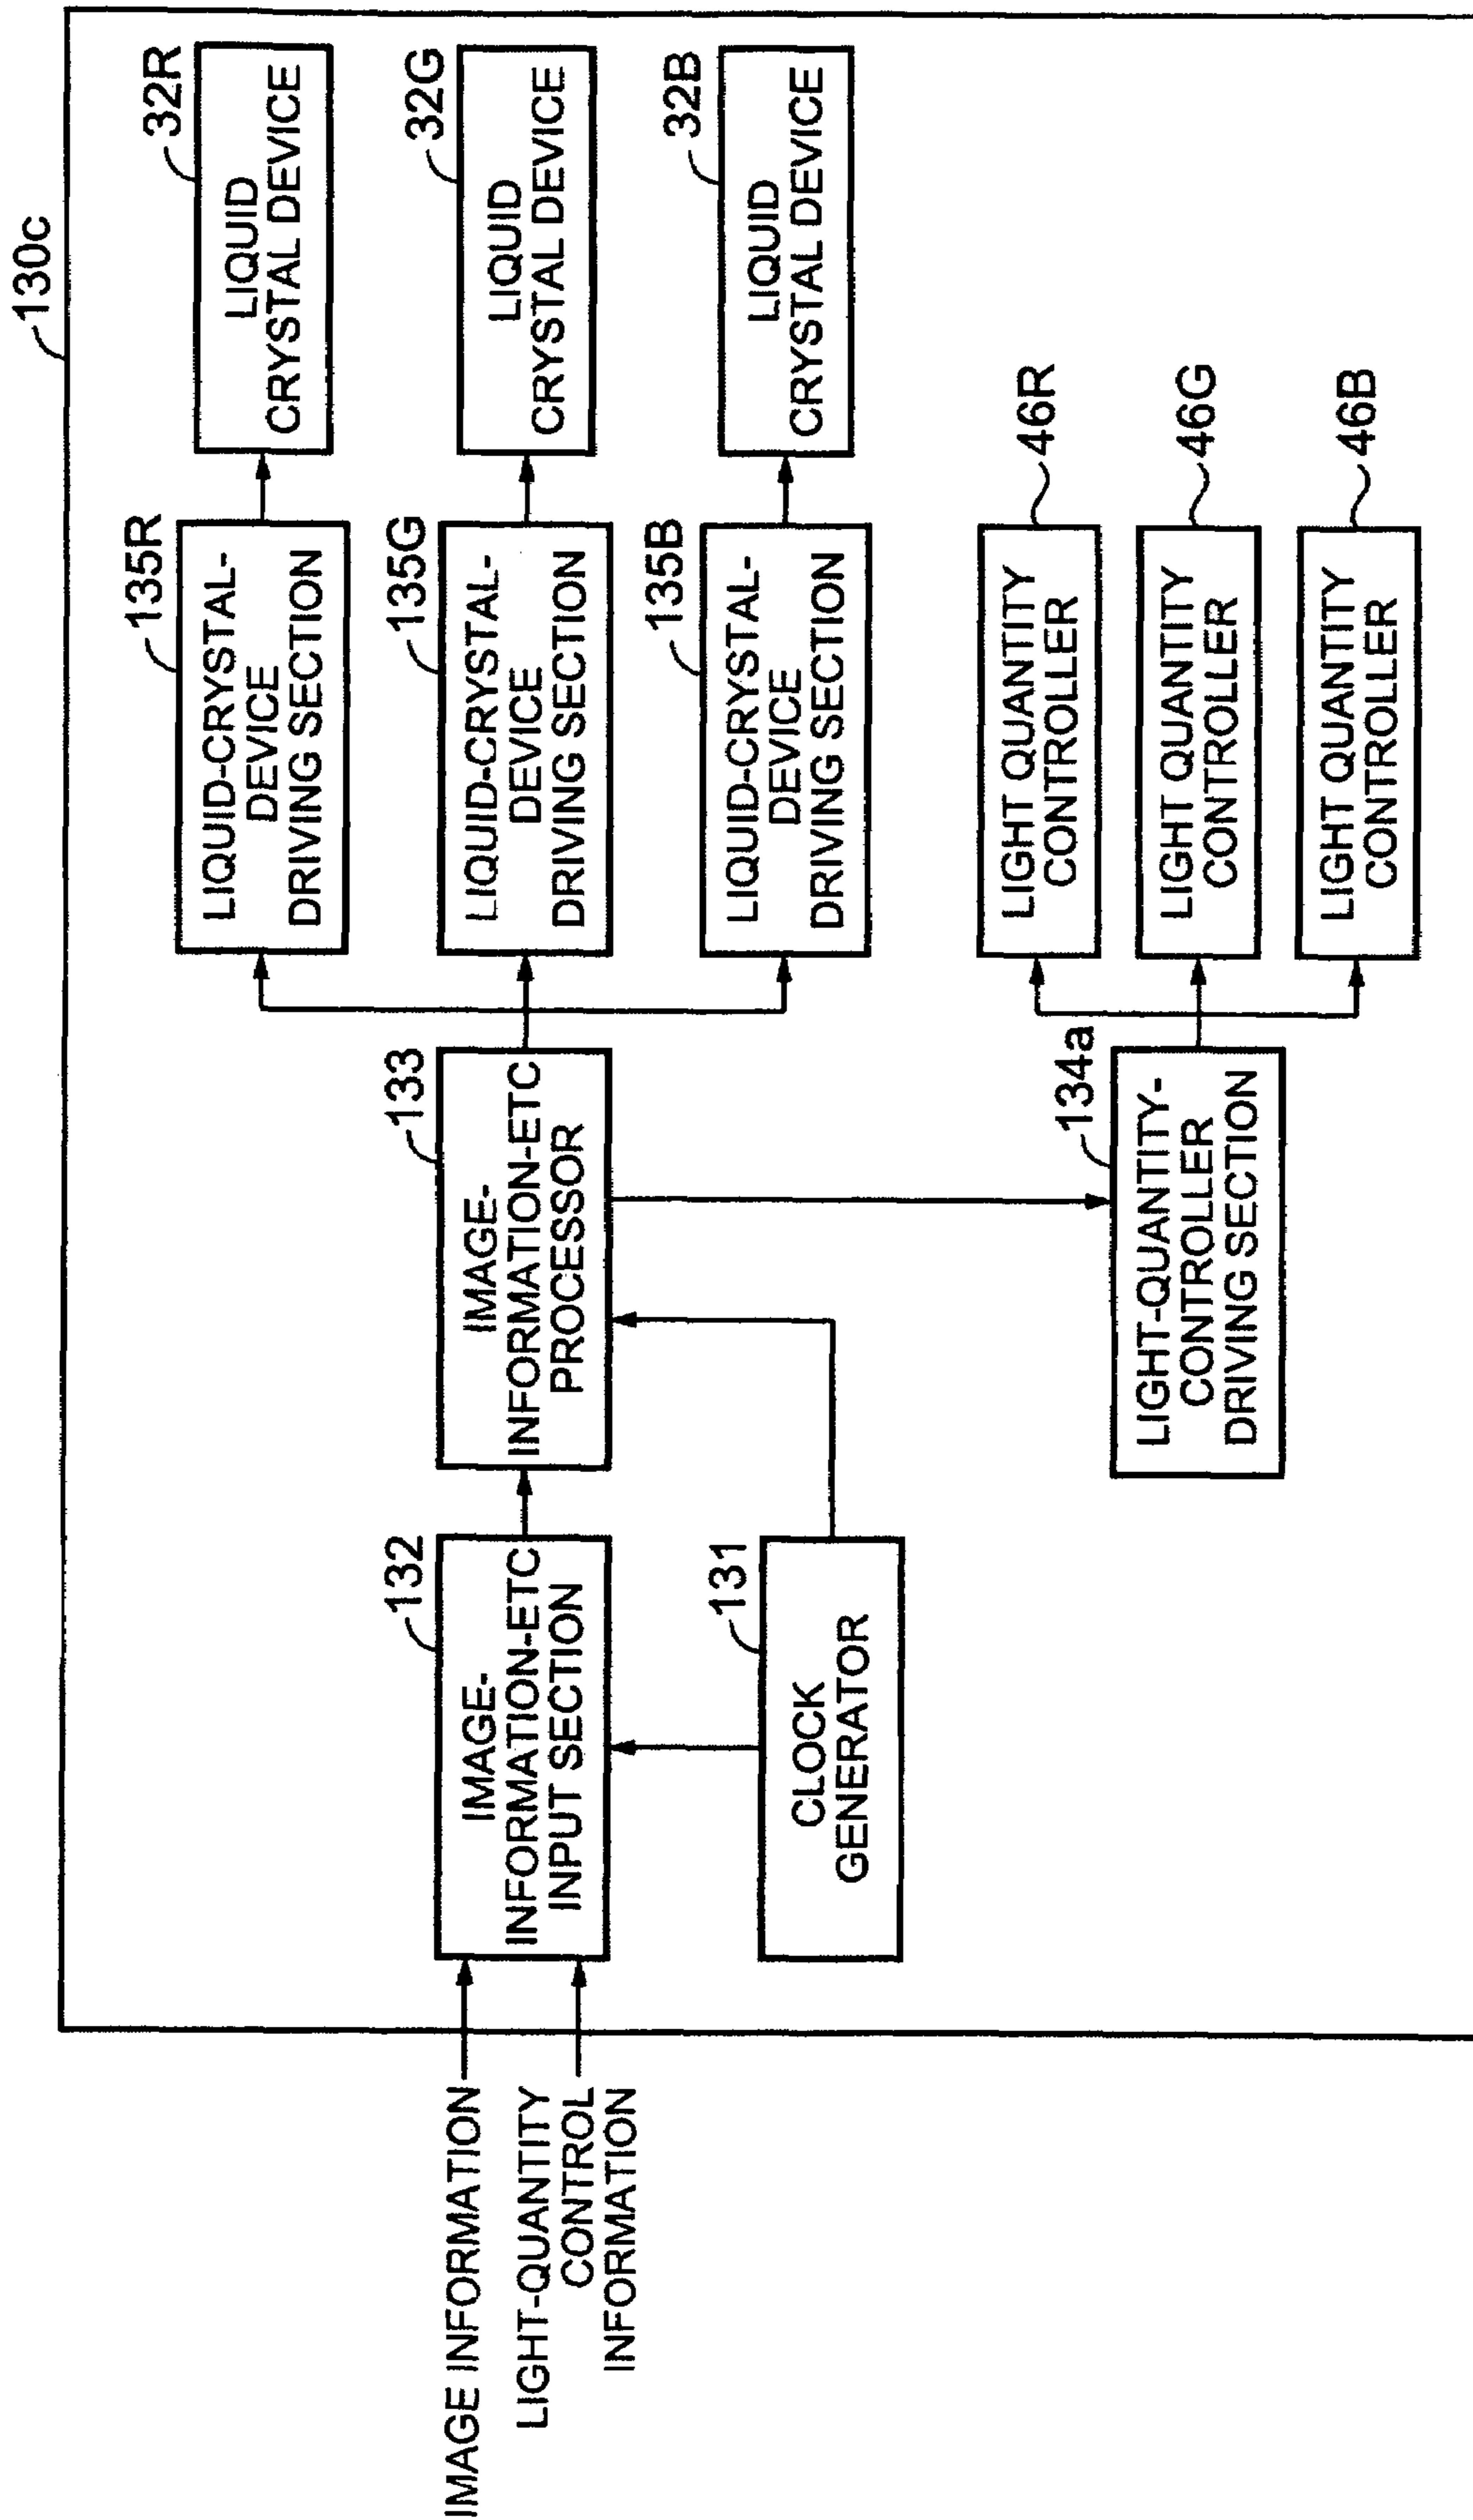 130c
IMAGE INFORMATION
LIGHT-QUANTITY
CONTROL
INFORMATION
132
IMAGE-
INFORMATION-ETC
INPUT SECTION
131
CLOCK
GENERATOR
133
IMAGE-
INFORMATION-ETC
PROCESSOR
134a
LIGHT-QUANTITY-
CONTROLLER
DRIVING SECTION
135R
LIQUID-CRYSTAL-
DEVICE
DRIVING SECTION
32R
LIQUID
CRYSTAL DEVICE
135G
LIQUID-CRYSTAL-
DEVICE
DRIVING SECTION
32G
LIQUID
CRYSTAL DEVICE
135B
LIQUID-CRYSTAL-
DEVICE
DRIVING SECTION
32B
LIQUID
CRYSTAL DEVICE
LIGHT QUANTITY
CONTROLLER
46R
LIGHT QUANTITY
CONTROLLER
46G
LIGHT QUANTITY
CONTROLLER
46B